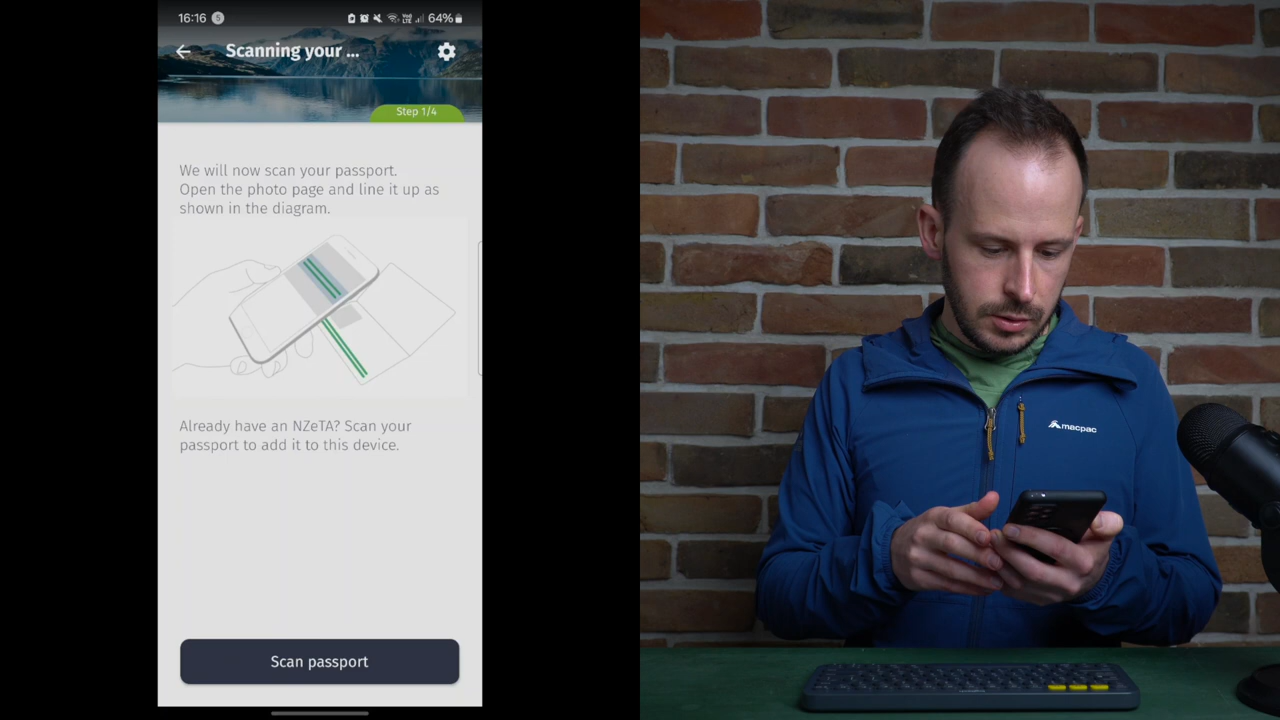 16:16
5
64%
Scanning your ...
Step 1/4
We will now scan your passport.
Open the photo page and line it up as
shown in the diagram.
Already have an NZeTA? Scan your
passport to add it to this device.
Scan passport
macpac